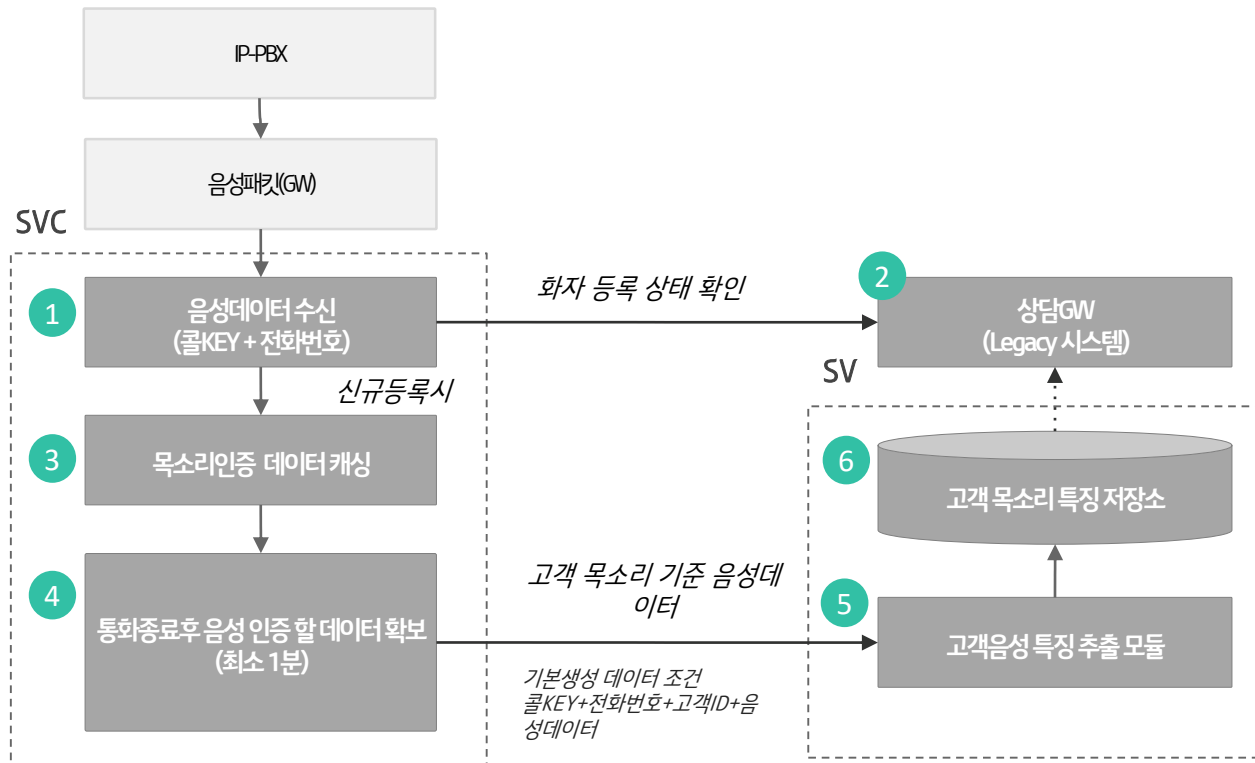 IP-PBX
음성패킷(GW)
SVC
1
음성데이터 수신
(콜KEY + 전화번호)
화자 등록 상태 확인
2
상담GW
(Legacy 시스템)
신규등록시
SV
3
목소리인증 데이터 캐싱
6
고객 목소리 특징 저장소
4
통화종료후 음성 인증 할 데이터 확보
(최소 1분)
고객 목소리 기준 음성데
이터
5
고객음성 특징 추출 모듈
기본생성 데이터 조건
콜KEY+전화번호+고객ID+음
성데이터